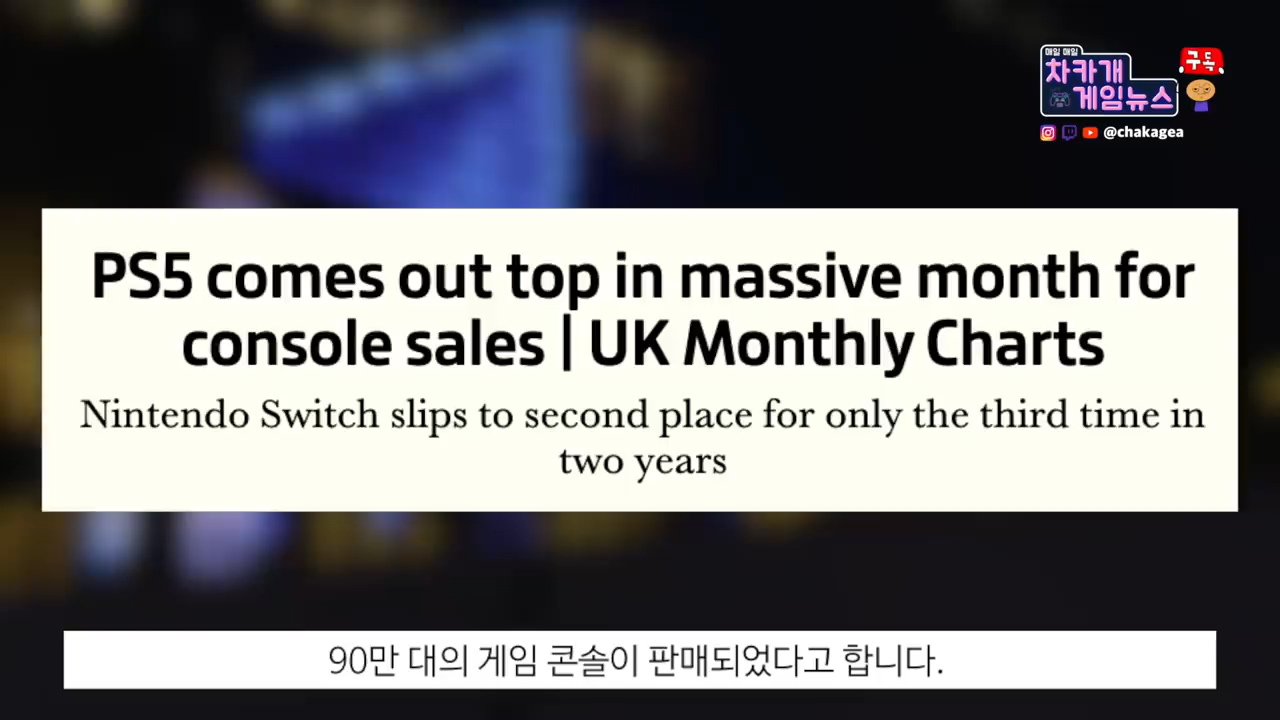 매일 매일
차카개
게임뉴스
구독
@chakagea
PS5 comes out top in massive month for
console sales | UK Monthly Charts
Nintendo Switch slips to second place for only the third time in
two years
90만 대의 게임 콘솔이 판매되었다고 합니다.